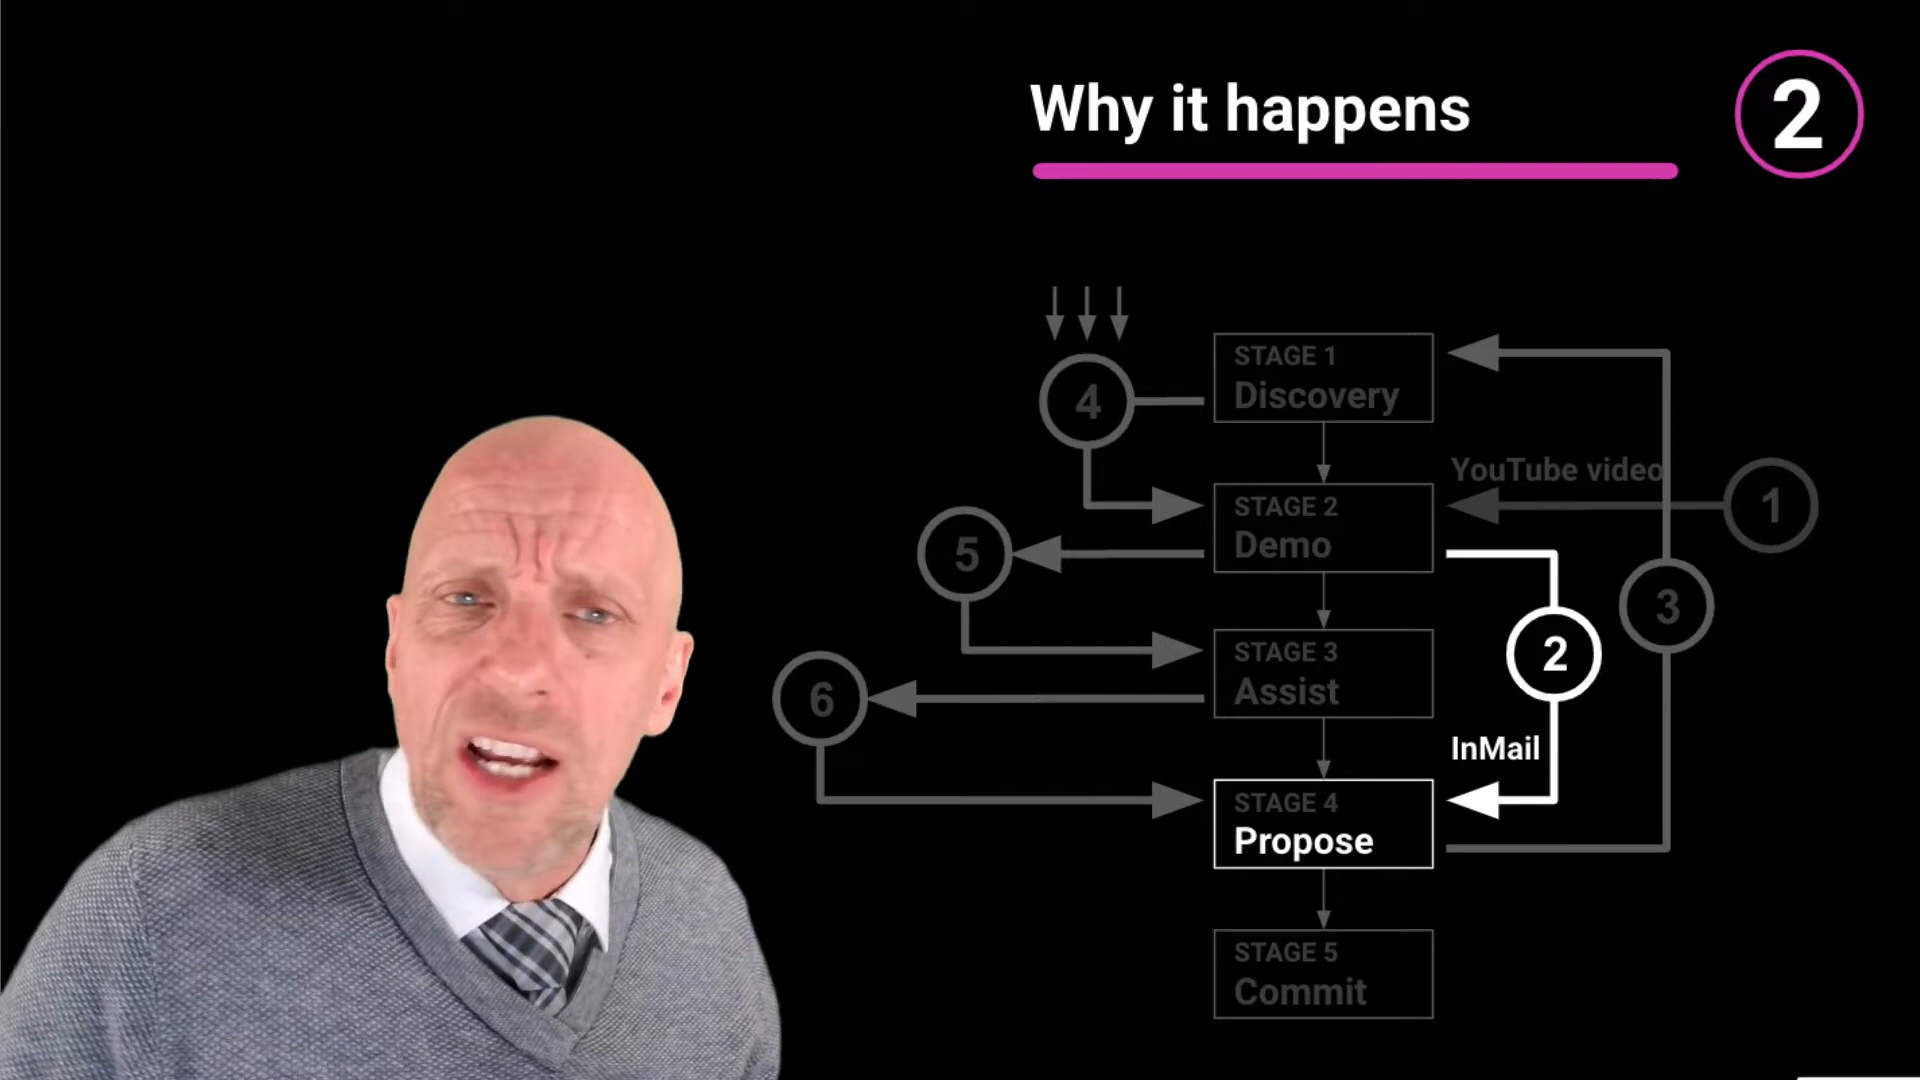 Why it happens
2
STAGE 1
Discovery
4
YouTube video
1
STAGE 2
Demo
5
3
STAGE 3
Assist
2
6
InMail
STAGE 4
Propose
STAGE 5
Commit